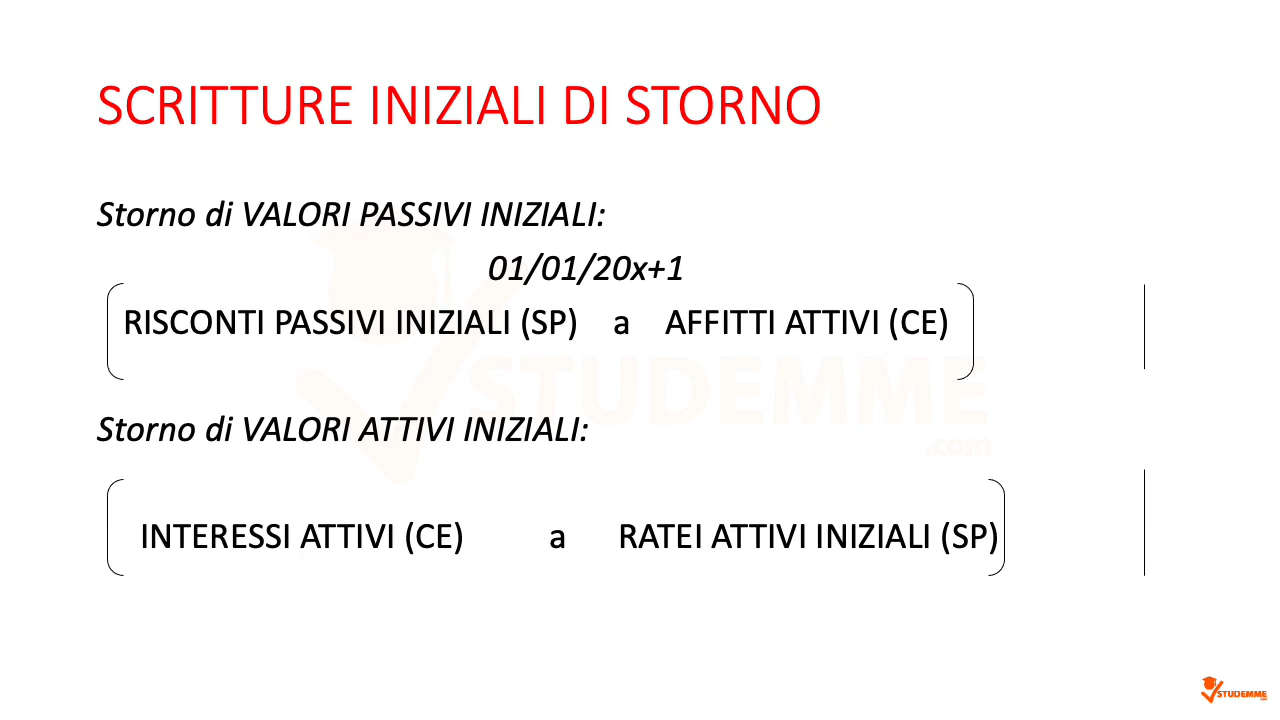 SCRITTURE INIZIALI DI STORNO
Storno di VALORI PASSIVI INIZIALI:
01/01/20x+1
RISCONTI PASSIVI INIZIALI (SP) a AFFITTI ATTIVI (CE)
STUDEMME
.com
Storno di VALORI ATTIVI INIZIALI:
INTERESSI ATTIVI (CE) a RATEI ATTIVI INIZIALI (SP)
STUDEMME
.com